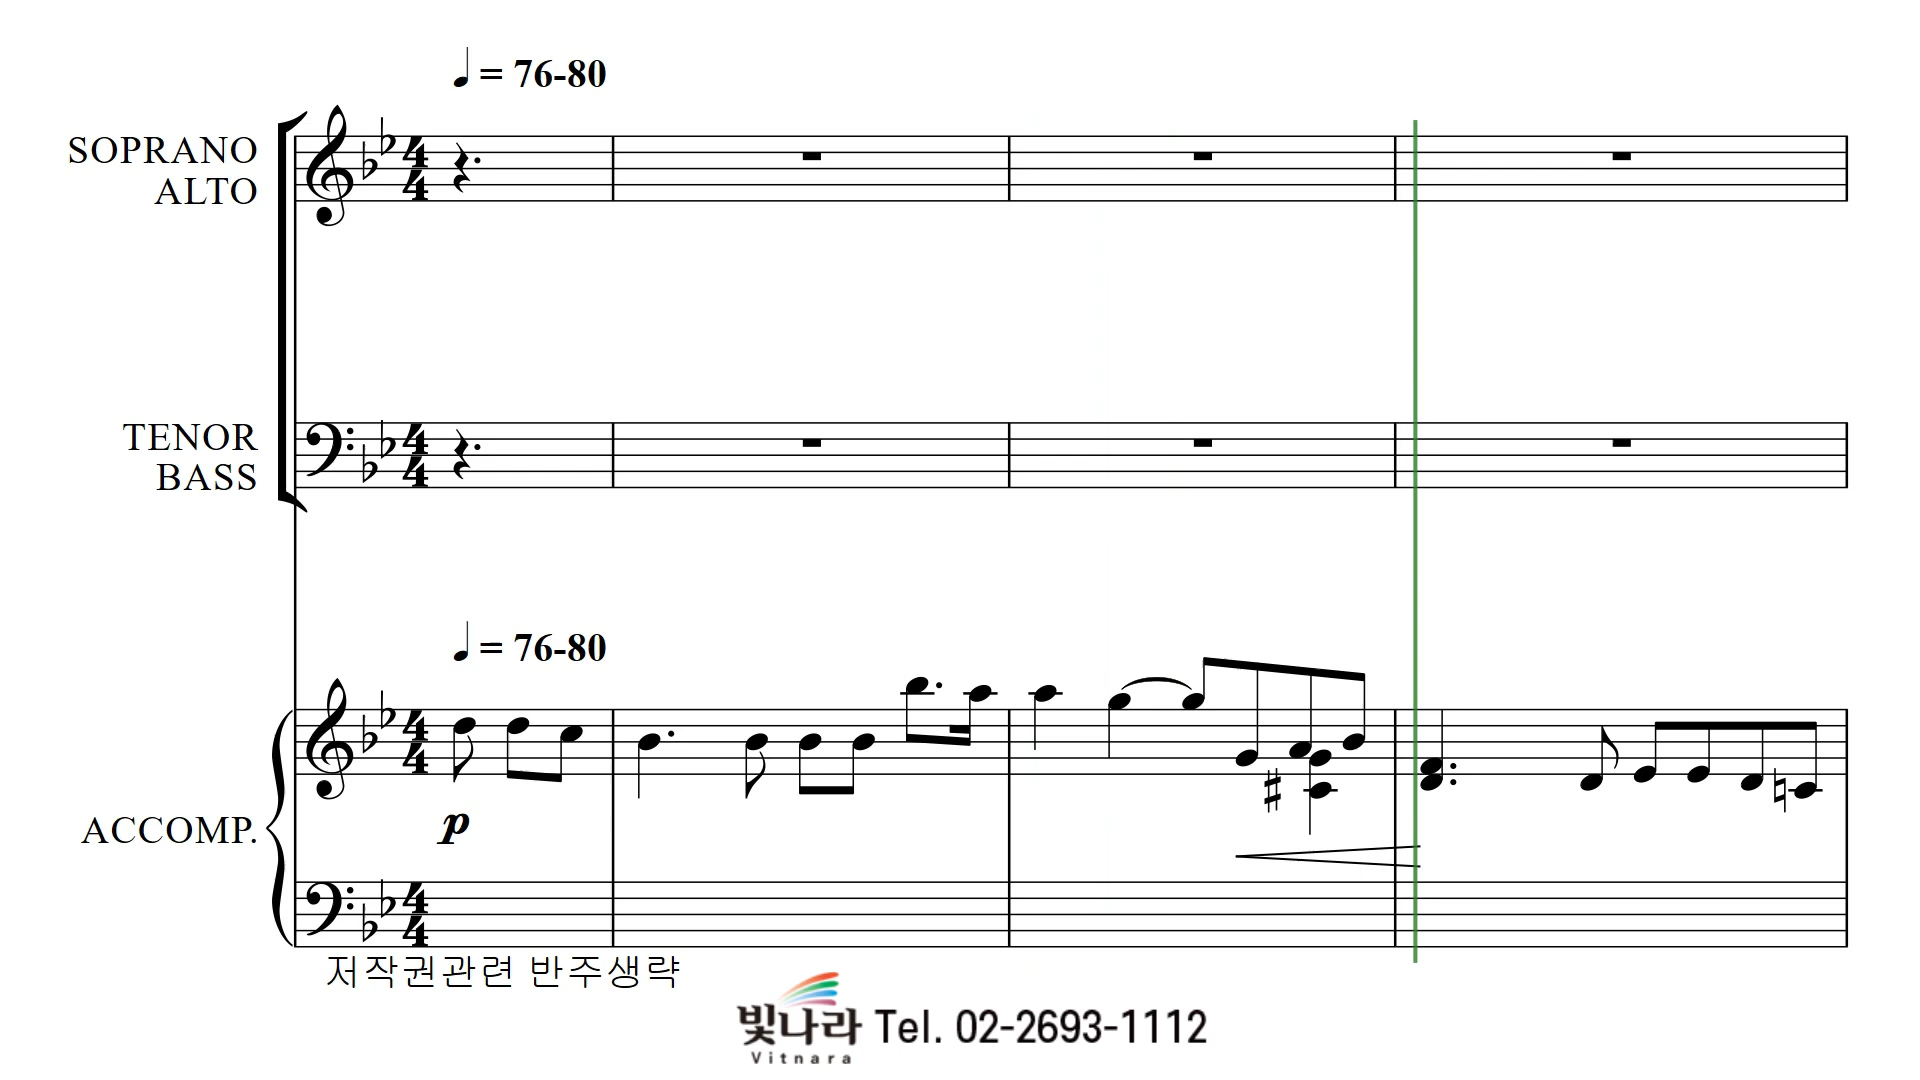 ♩ = 76-80
SOPRANO
ALTO
TENOR
BASS
♩ = 76-80
ACCOMP.
p
저작권관련 반주생략
빛나라 Tel. 02-2693-1112
Vitnara